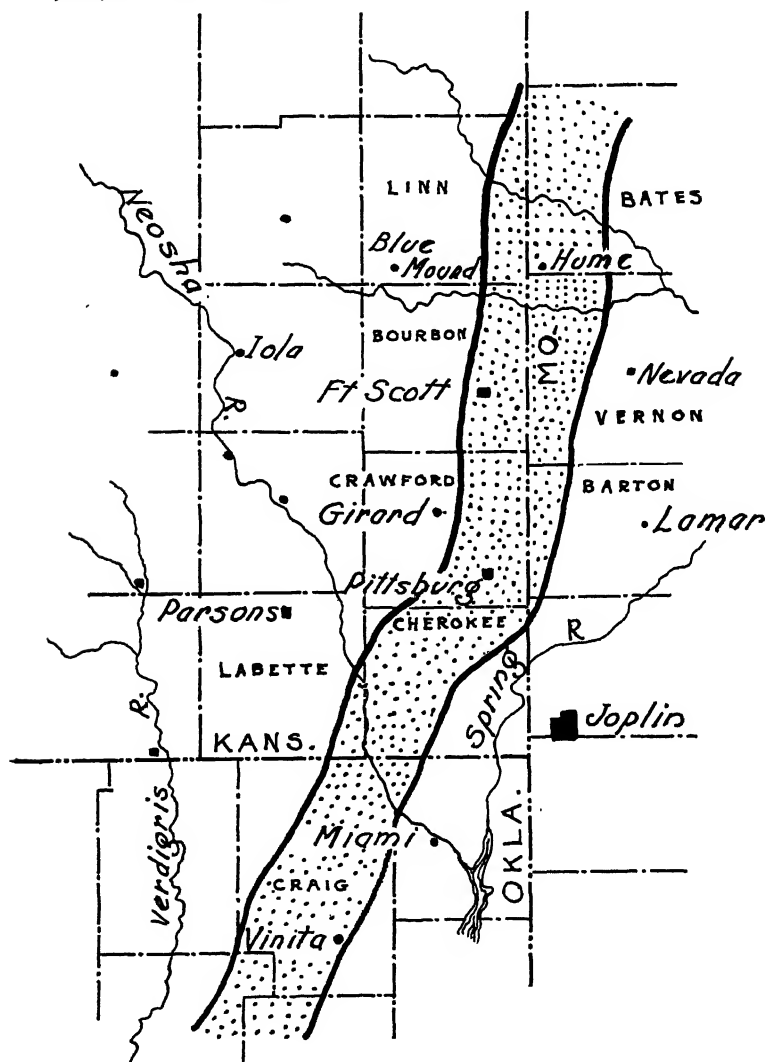 LINN
BATES
Neosha
Blue
Mound
Hume
BOURBON
MO.
Iola
Ft Scott
Nevada
R.
VERNON
CRAWFORD
BARTON
Girard
Lamar
Pittsburg
Parsons
CHEROKEE
R
LABETTE
Spring
R.
Joplin
KANS.
Verdigris
Miami
OKLA.
CRAIG
Vinita